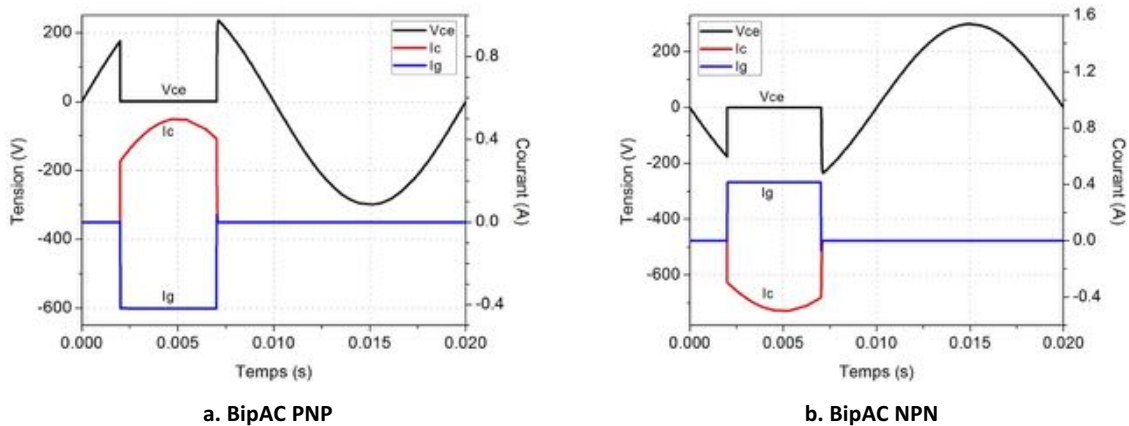 Vce
Ic
Ig
200
0
-200
-400
-600
0.8
0.4
0.0
-0.4
Tension (V)
Courant (A)
Vce
Ic
Ig
0.000
0.005
0.010
0.015
0.020
Temps (s)
a. BipAC PNP
Vce
Ic
Ig
200
0
-200
-400
-600
1.6
1.2
0.8
0.4
0.0
-0.4
Tension (V)
Courant (A)
Vce
Ig
Ic
0.000
0.005
0.010
0.015
0.020
Temps (s)
b. BipAC NPN